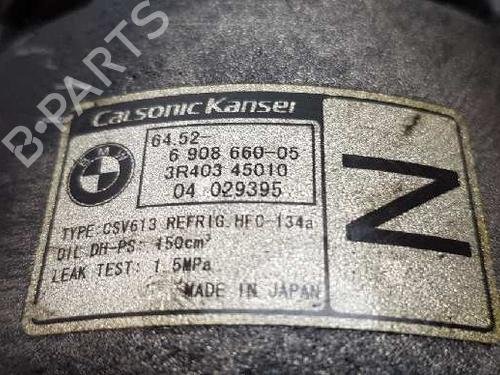 CalsonicKansei
BMW
64.52-
6 908 660-05
3R403 45010
04 029395
TYPE: CSV613 REFRIG. HFC-134a
OIL DH-PS: 150cm³
LEAK TEST: 1.5MPa
MADE IN JAPAN
N
B-PARTS